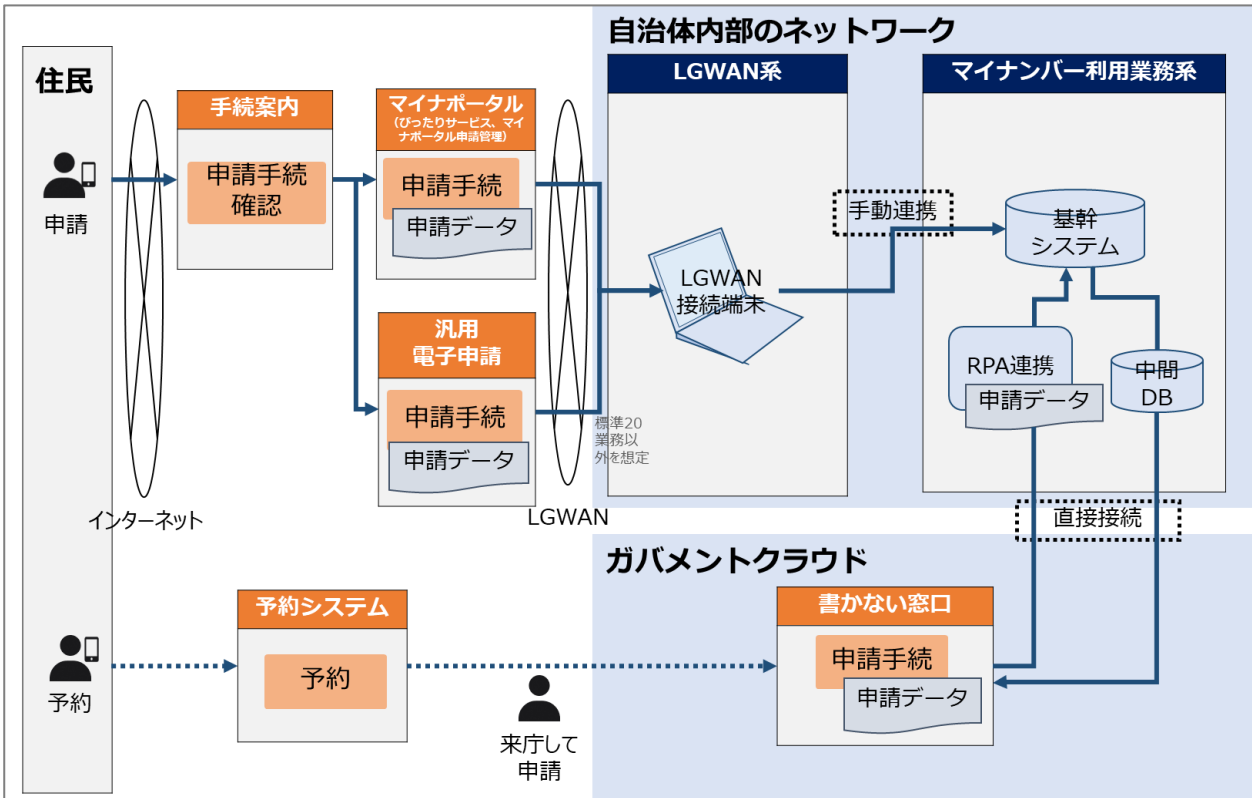 自治体内部のネットワーク
住民
LGWAN系
マイナンバー利用業務系
手続案内
マイナポータル
(ぴったりサービス、マイ
ナポータル申請管理)
申請手続
確認
申請手続
申請データ
申請
手動連携
基幹
システム
LGWAN
接続端末
汎用
電子申請
申請手続
申請データ
標準20
業務以
外を想定
RPA連携
申請データ
中間
DB
インターネット
LGWAN
直接接続
ガバメントクラウド
予約システム
予約
書かない窓口
申請手続
申請データ
予約
来庁して
申請